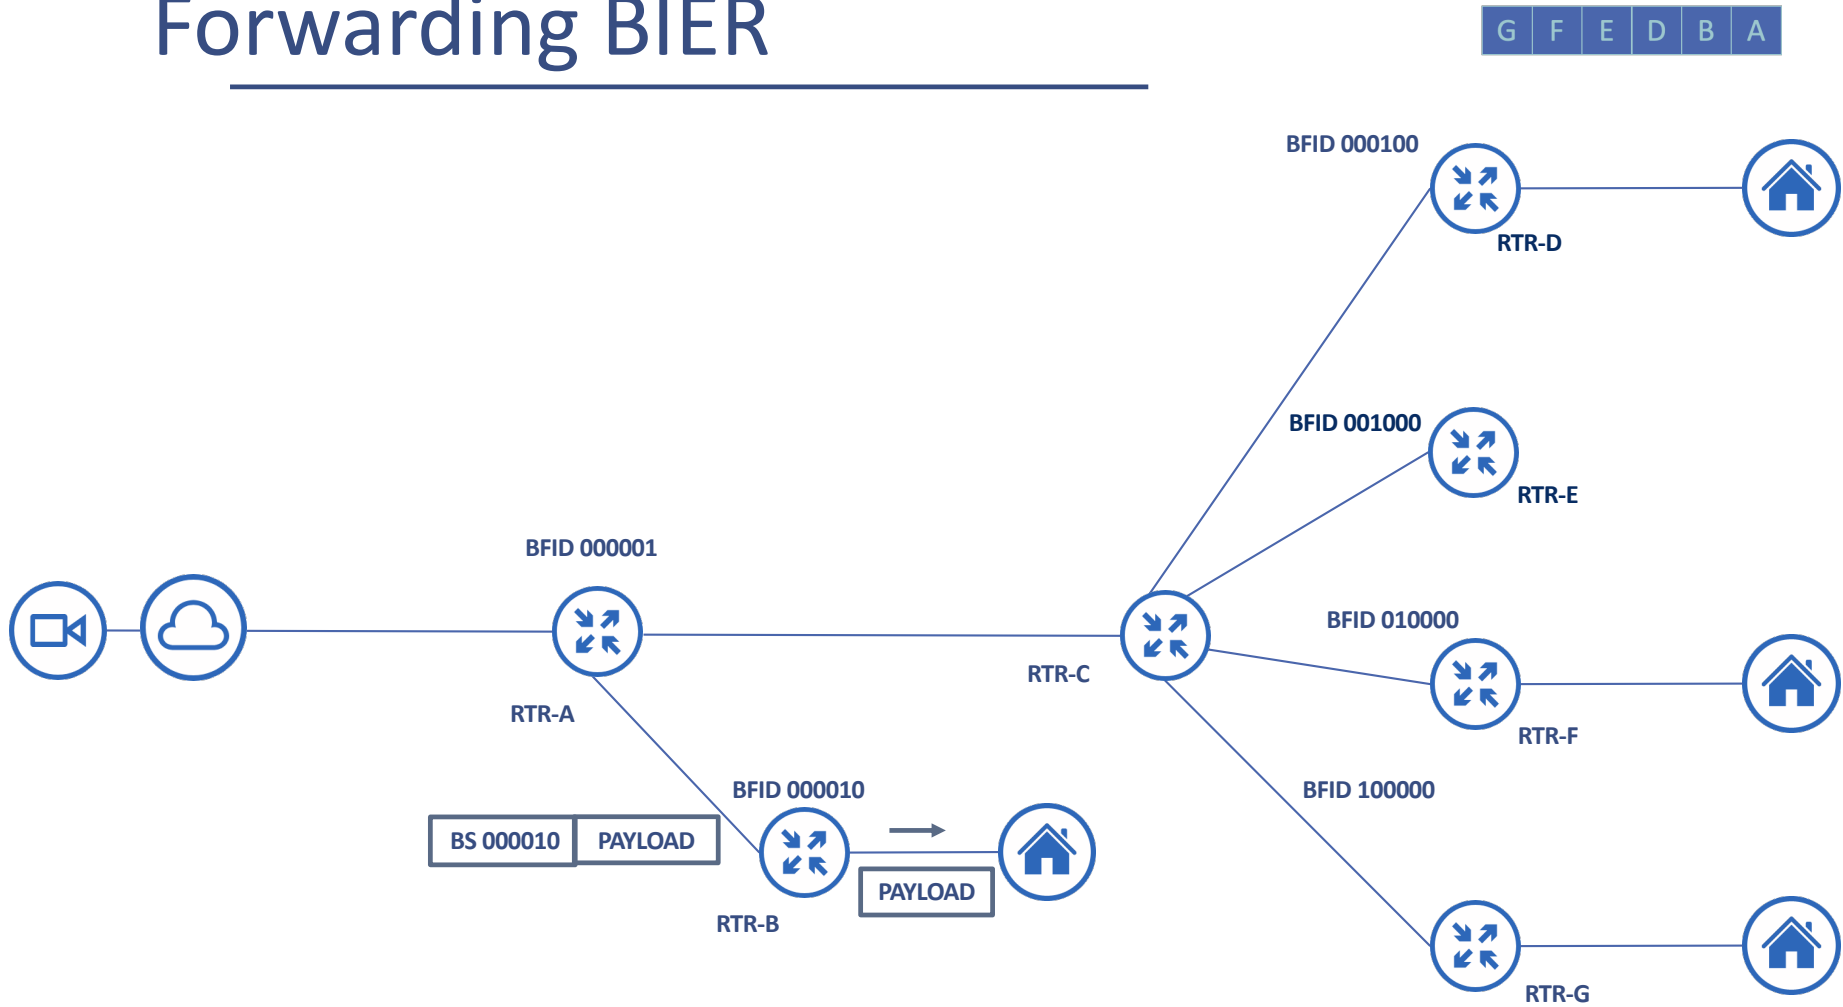 Forwarding BIER
G F E D B A
BFID 000100
RTR-D
BFID 001000
RTR-E
BFID 000001
BFID 010000
RTR-C
RTR-A
RTR-F
BFID 000010
BFID 100000
BS 000010 PAYLOAD
PAYLOAD
RTR-B
RTR-G